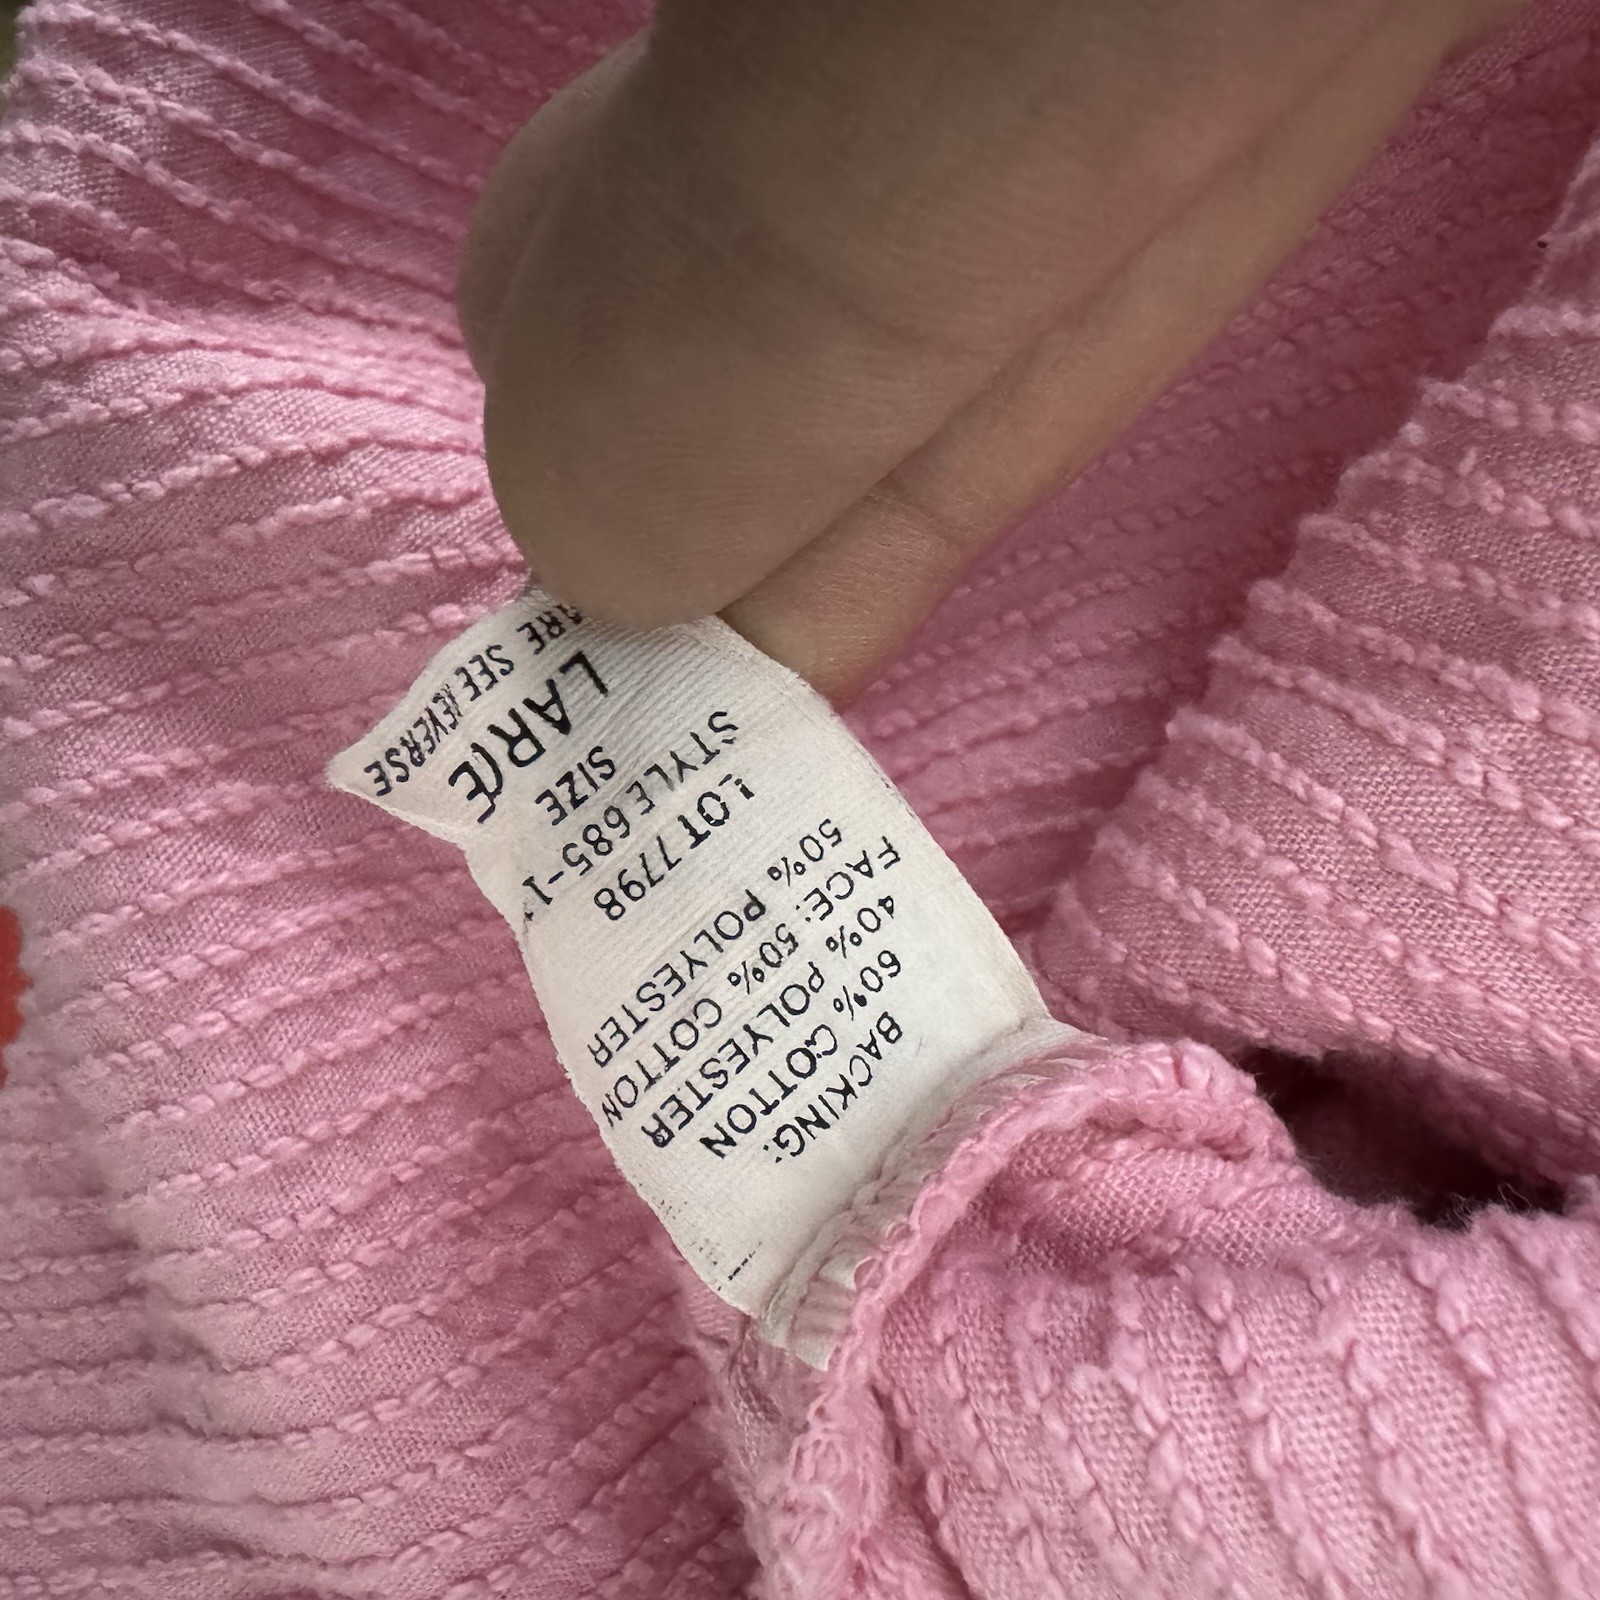 BACKING:
60% COTTON
40% POLYESTER
FACE: 50% COTTON
50% POLYESTER
LOT 7798
STYLE 685-1
SIZE
LARGE
SEE REVERSE